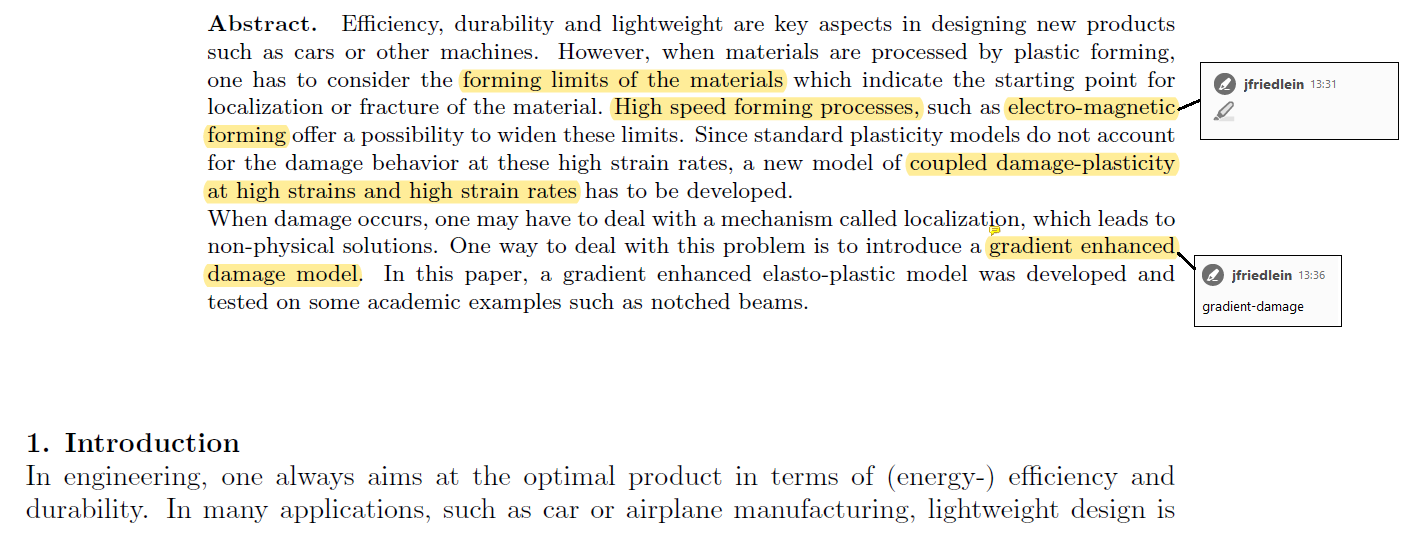 Abstract. Efficiency, durability and lightweight are key aspects in designing new products
such as cars or other machines. However, when materials are processed by plastic forming,
one has to consider the forming limits of the materials which indicate the starting point for
localization or fracture of the material. High speed forming processes, such as electro-magnetic
forming offer a possibility to widen these limits. Since standard plasticity models do not account
for the damage behavior at these high strain rates, a new model of coupled damage-plasticity
at high strains and high strain rates has to be developed.
When damage occurs, one may have to deal with a mechanism called localization, which leads to
non-physical solutions. One way to deal with this problem is to introduce a gradient enhanced
damage model. In this paper, a gradient enhanced elasto-plastic model was developed and
tested on some academic examples such as notched beams.
jfriedlein 13:31
jfriedlein 13:36
gradient-damage
1. Introduction
In engineering, one always aims at the optimal product in terms of (energy-) efficiency and
durability. In many applications, such as car or airplane manufacturing, lightweight design is